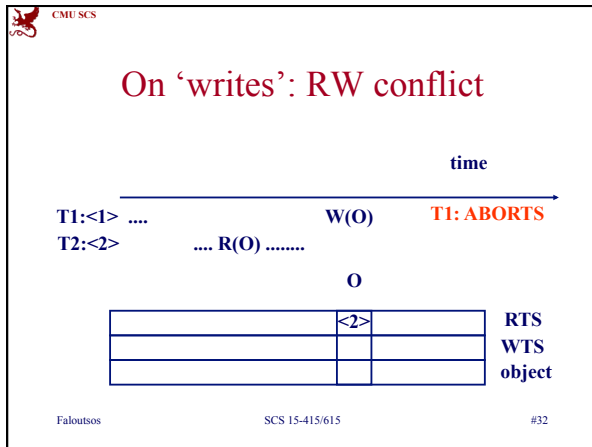 CMU SCS
On ‘writes’: RW conflict
time
T1:<1> .... W(O) T1: ABORTS
T2:<2> .... R(O) ........
O
<2> RTS
WTS
object
Faloutsos SCS 15-415/615 #32